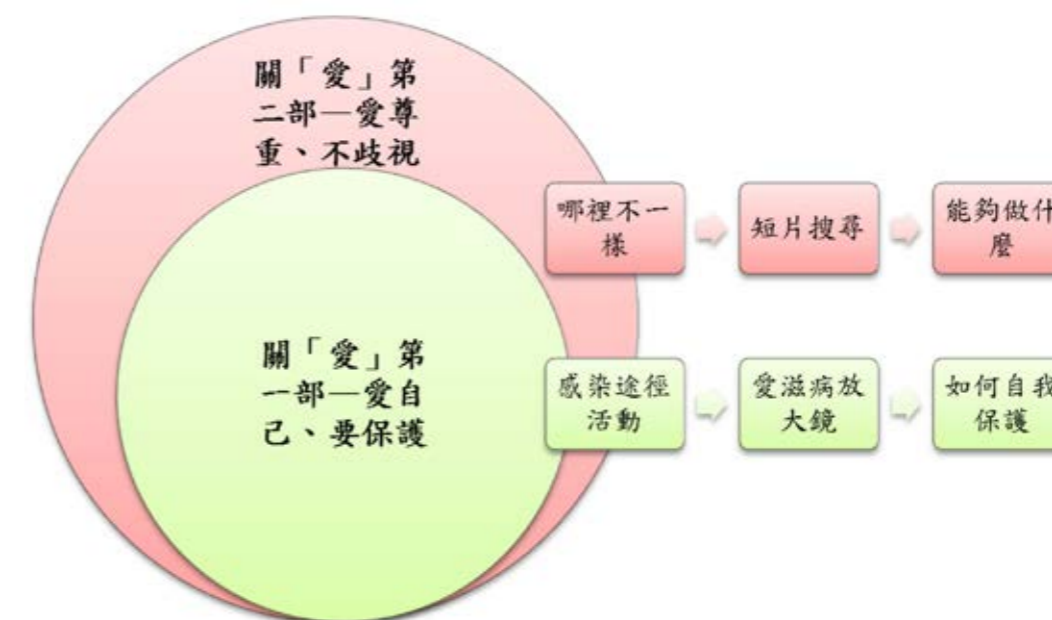 關「愛」第
二部—愛尊
重、不歧視
哪裡不一
樣
短片搜尋
能夠做什
麼
關「愛」第
一部—愛自
己、要保護
感染途徑
活動
愛滋病放
大鏡
如何自我
保護